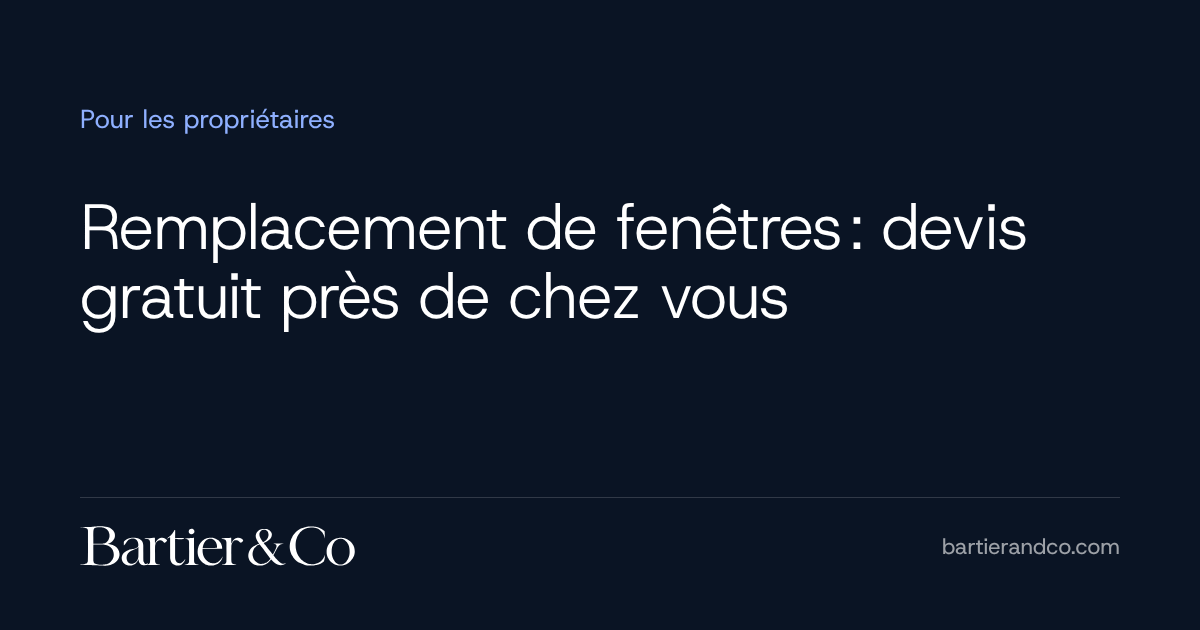 Pour les propriétaires
Remplacement de fenêtres : devis
gratuit près de chez vous
Bartier & Co
bartierandco.com